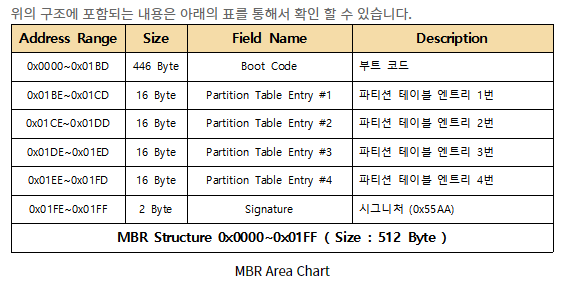 위의 구조에 포함되는 내용은 아래의 표를 통해서 확인 할 수 있습니다.
Address Range Size Field Name Description
0x0000~0x01BD 446 Byte Boot Code 부트 코드
0x01BE~0x01CD 16 Byte Partition Table Entry #1 파티션 테이블 엔트리 1번
0x01CE~0x01DD 16 Byte Partition Table Entry #2 파티션 테이블 엔트리 2번
0x01DE~0x01ED 16 Byte Partition Table Entry #3 파티션 테이블 엔트리 3번
0x01EE~0x01FD 16 Byte Partition Table Entry #4 파티션 테이블 엔트리 4번
0x01FE~0x01FF 2 Byte Signature 시그니처 (0x55AA)
MBR Structure 0x0000~0x01FF ( Size : 512 Byte )
MBR Area Chart